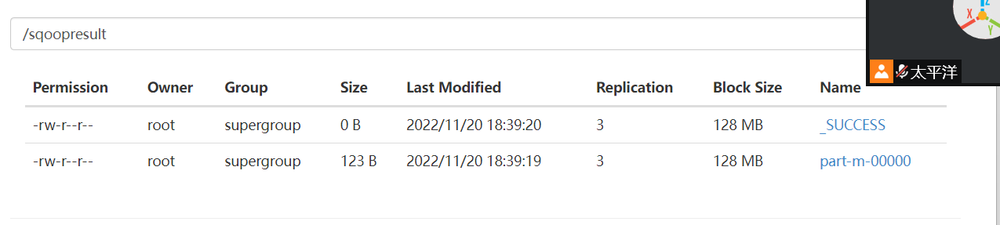 /sqoopresult
Z
X
Y
太平洋
Permission Owner Group Size Last Modified Replication Block Size Name
-rw-r--r-- root supergroup 0 B 2022/11/20 18:39:20 3 128 MB _SUCCESS
-rw-r--r-- root supergroup 123 B 2022/11/20 18:39:19 3 128 MB part-m-00000